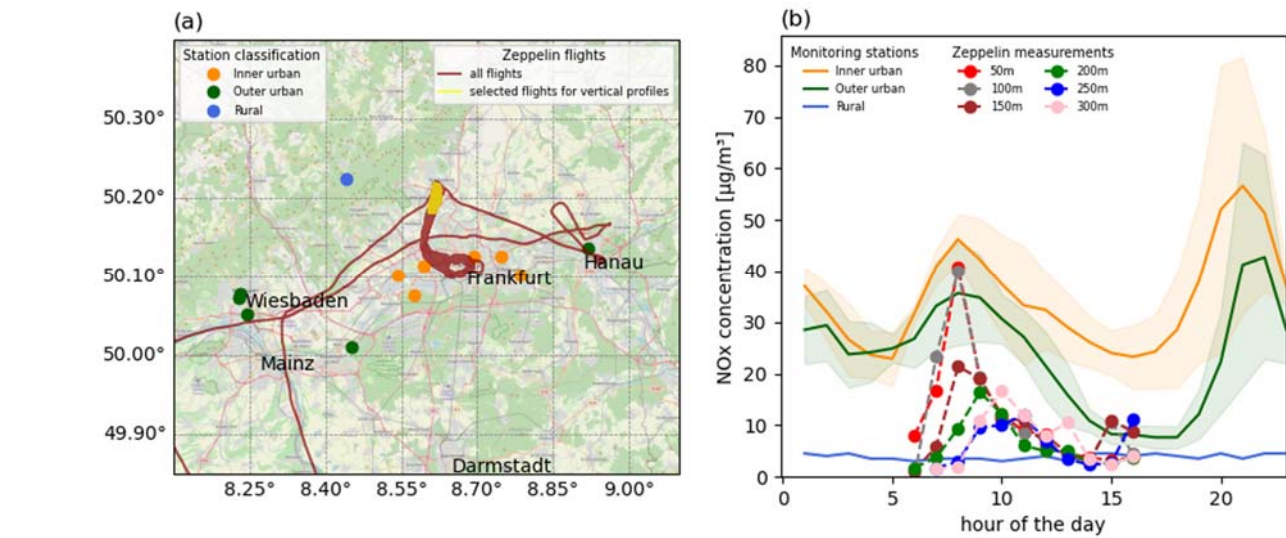 (a)
Station classification
Inner urban
Outer urban
Rural
Zeppelin flights
all flights
selected flights for vertical profiles
50.30°
50.20°
50.10°
50.00°
49.90°
Hanau
Frankfurt
Wiesbaden
Mainz
Darmstadt
8.25° 8.40° 8.55° 8.70° 8.85° 9.00°
(b)
Monitoring stations
Inner urban
Outer urban
Rural
Zeppelin measurements
50m
100m
150m
200m
250m
300m
NOx concentration [µg/m³]
80
70
60
50
40
30
20
10
0
0 5 10 15 20
hour of the day